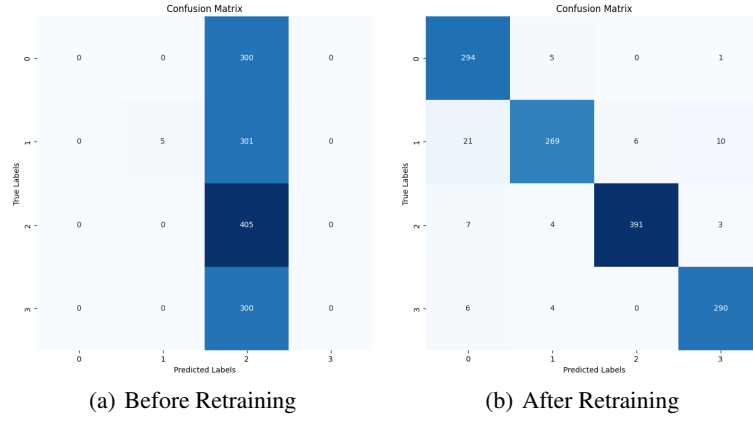 Confusion Matrix
True Labels
0 0 0 300 0
1 0 5 301 0
2 0 0 405 0
3 0 0 300 0
0 1 2 3
Predicted Labels
(a) Before Retraining
Confusion Matrix
True Labels
0 294 5 0 1
1 21 269 6 10
2 7 4 391 3
3 6 4 0 290
0 1 2 3
Predicted Labels
(b) After Retraining